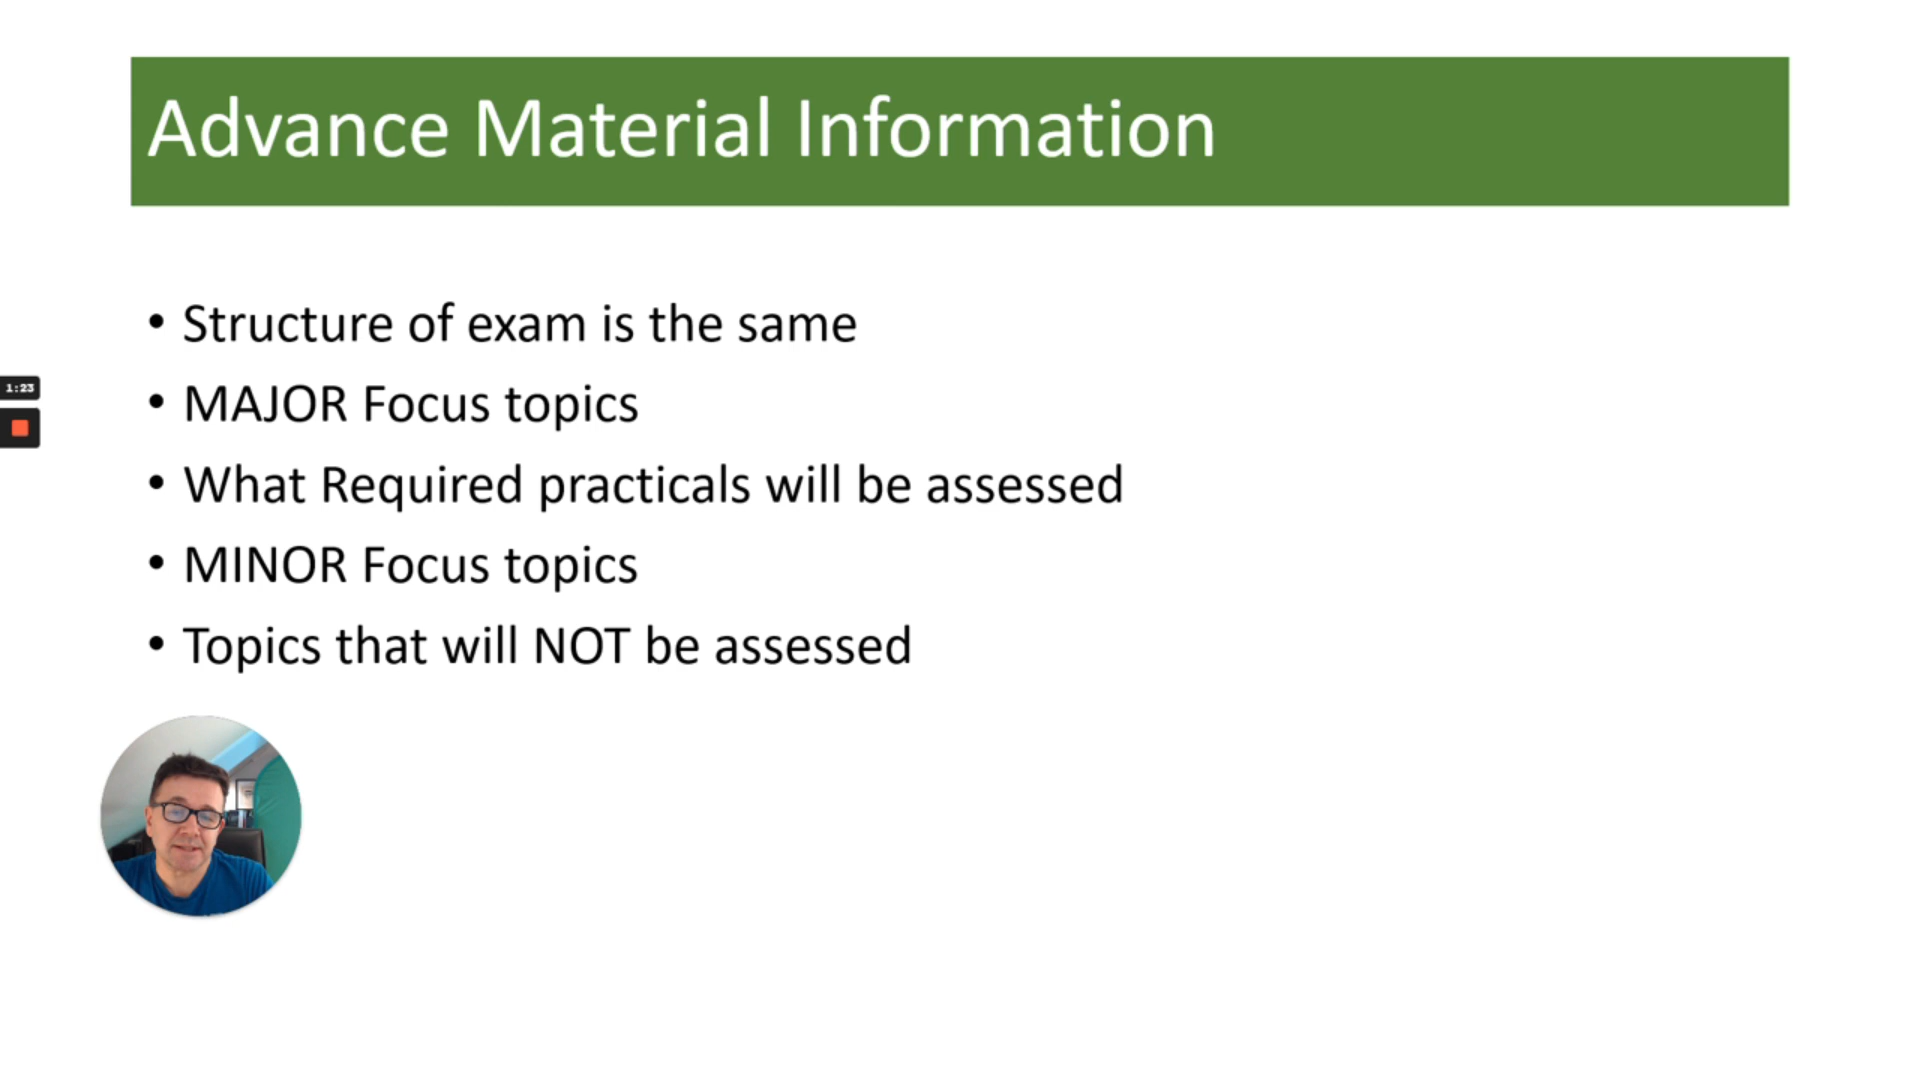 Advance Material Information
• Structure of exam is the same
• MAJOR Focus topics
1:23
• What Required practicals will be assessed
• MINOR Focus topics
• Topics that will NOT be assessed